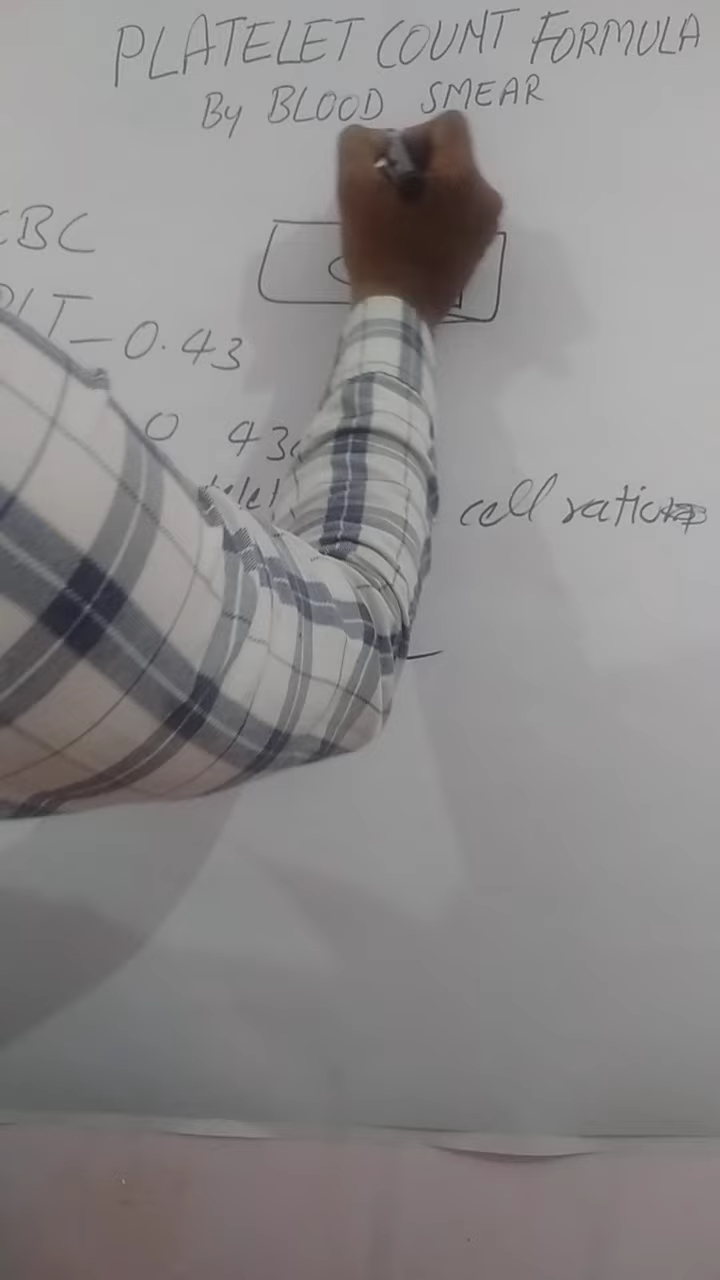 PLATELET COUNT FORMULA
By BLOOD SMEAR
CBC
PLT - 0.43
0 43
cell ratio